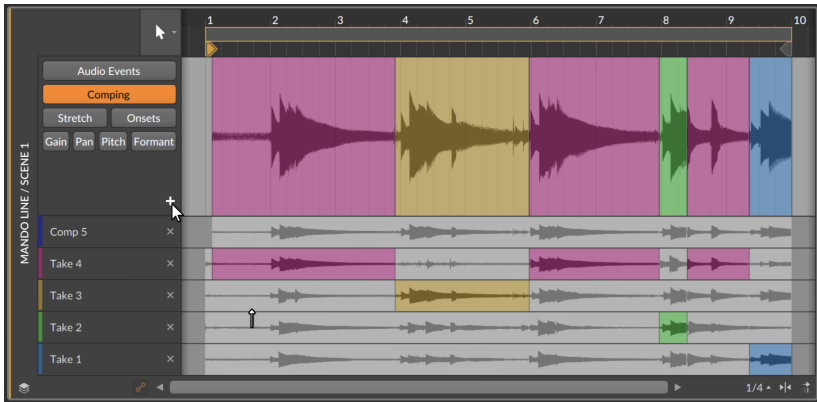 1 2 3 4 5 6 7 8 9 10
Audio Events
Comping
Stretch Onsets
Gain Pan Pitch Formant
MANDO LINE / SCENE 1
Comp 5
Take 4
Take 3
Take 2
Take 1
1/4